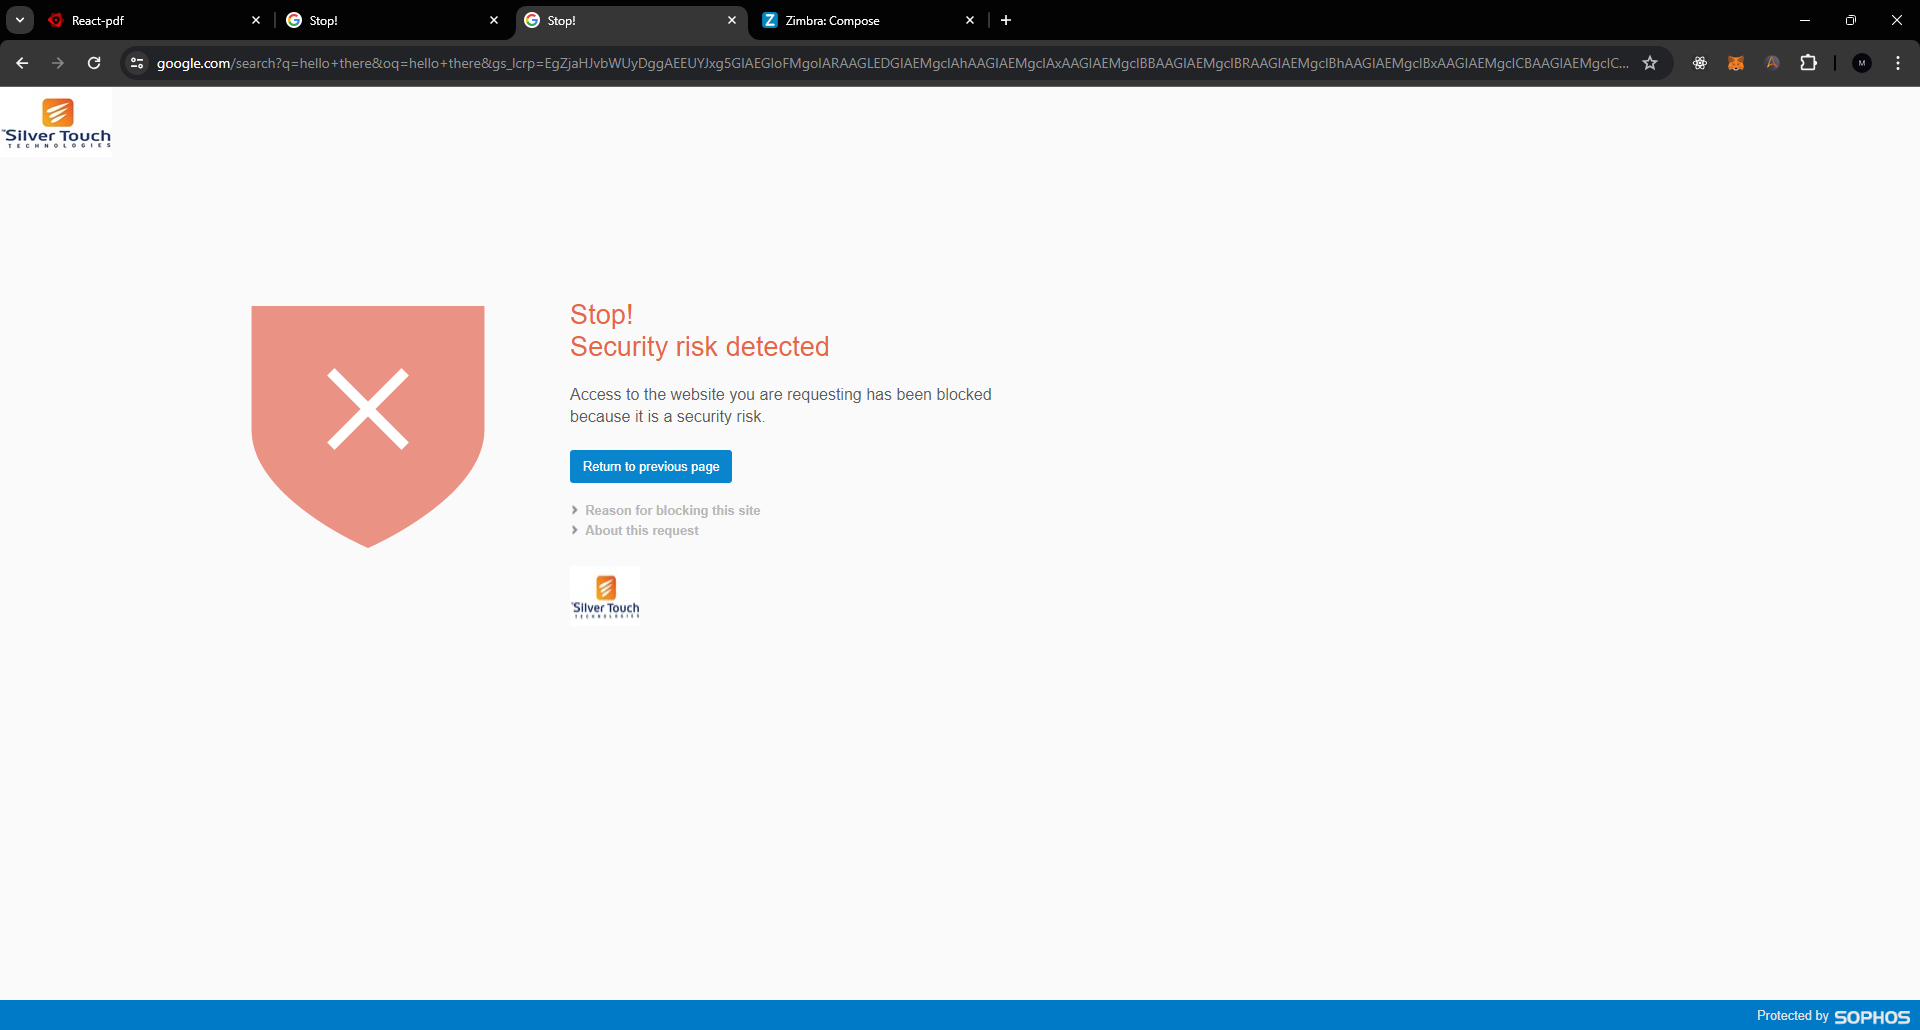 React-pdf
Stop!
Stop!
Zimbra: Compose
google.com/search?q=hello+there&oq=hello+there&gs_lcrp=
M
Silver Touch
TECHNOLOGIES
Stop!
Security risk detected
Access to the website you are requesting has been blocked
because it is a security risk.
Return to previous page
Reason for blocking this site
About this request
Silver Touch
TECHNOLOGIES
Protected by SOPHOS